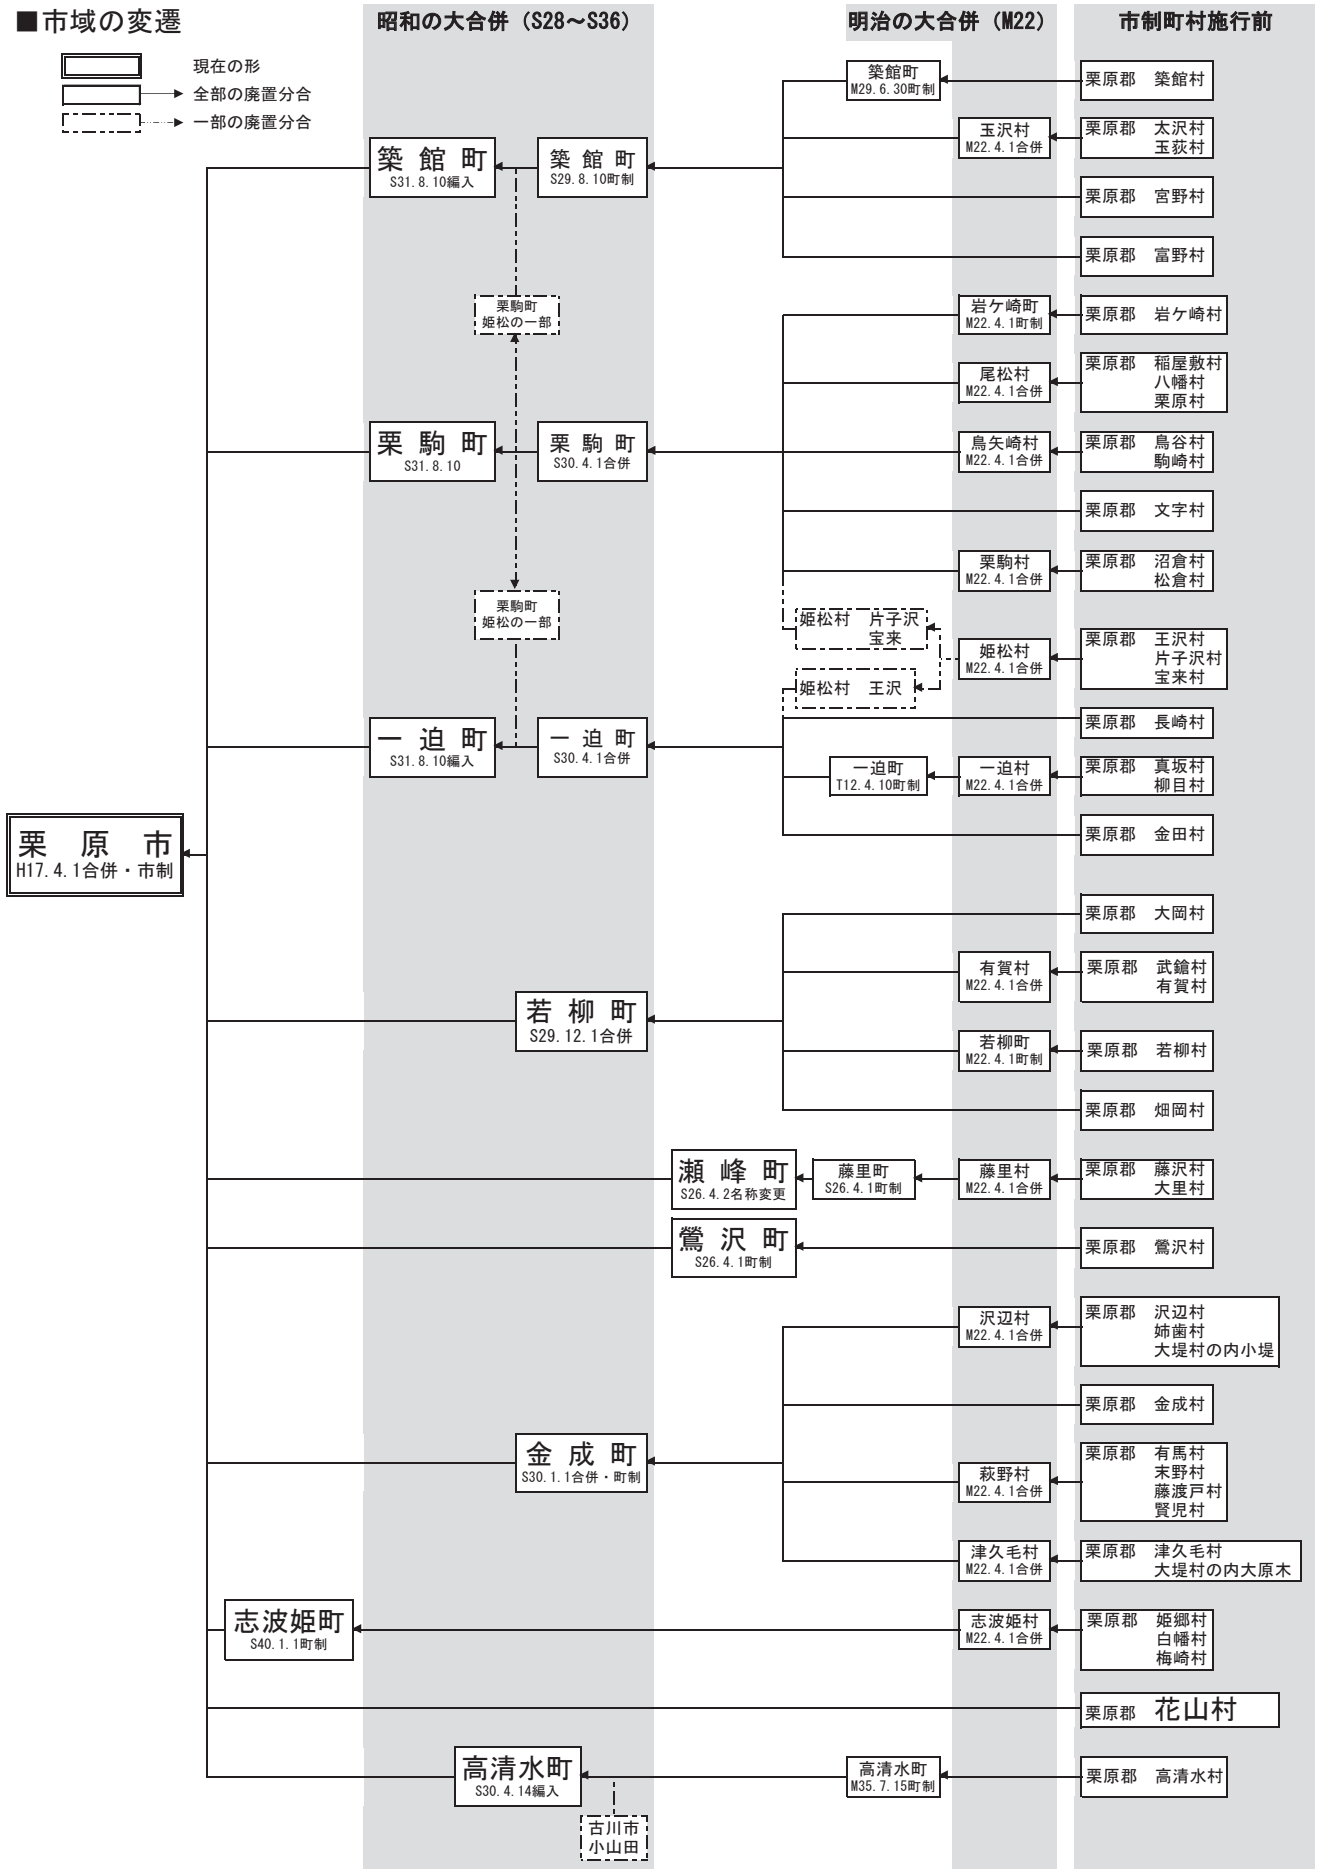 ■市域の変遷
昭和の大合併（S28～S36）
明治の大合併（M22）
市制町村施行前
現在の形
全部の廃置分合
一部の廃置分合
築館町
M29.6.30町制
栗原郡　築館村
玉沢村
M22.4.1合併
栗原郡　太沢村
玉荻村
築館町
S31.8.10編入
築館町
S29.8.10町制
栗原郡　宮野村
栗原郡　富野村
栗駒町
姫松の一部
岩ケ崎町
M22.4.1町制
栗原郡　岩ケ崎村
尾松村
M22.4.1合併
栗原郡　稲屋敷村
八幡村
栗原村
栗駒町
S31.8.10
栗駒町
S30.4.1合併
鳥矢崎村
M22.4.1合併
栗原郡　鳥谷村
駒崎村
栗原郡　文字村
栗駒村
M22.4.1合併
栗原郡　沼倉村
松倉村
栗駒町
姫松の一部
姫松村　片子沢
宝来
姫松村
M22.4.1合併
栗原郡　王沢村
片子沢村
宝来村
姫松村　王沢
一迫町
S31.8.10編入
一迫町
S30.4.1合併
栗原郡　長崎村
一迫町
T12.4.10町制
一迫村
M22.4.1合併
栗原郡　真坂村
柳目村
栗原郡　金田村
栗原市
H17.4.1合併・市制
栗原郡　大岡村
有賀村
M22.4.1合併
栗原郡　武鎗村
有賀村
若柳町
S29.12.1合併
若柳町
M22.4.1町制
栗原郡　若柳村
栗原郡　畑岡村
瀬峰町
S26.4.2名称変更
藤里町
S26.4.1町制
藤里村
M22.4.1合併
栗原郡　藤沢村
大里村
鶯沢町
S26.4.1町制
栗原郡　鶯沢村
沢辺村
M22.4.1合併
栗原郡　沢辺村
姉歯村
大堤村の内小堤
栗原郡　金成村
金成町
S30.1.1合併・町制
萩野村
M22.4.1合併
栗原郡　有馬村
末野村
藤渡戸村
賢児村
津久毛村
M22.4.1合併
栗原郡　津久毛村
大堤村の内大原木
志波姫町
S40.1.1町制
志波姫村
M22.4.1合併
栗原郡　姫郷村
白幡村
梅崎村
栗原郡　花山村
高清水町
S30.4.14編入
高清水町
M35.7.15町制
栗原郡　高清水村
古川市
小山田